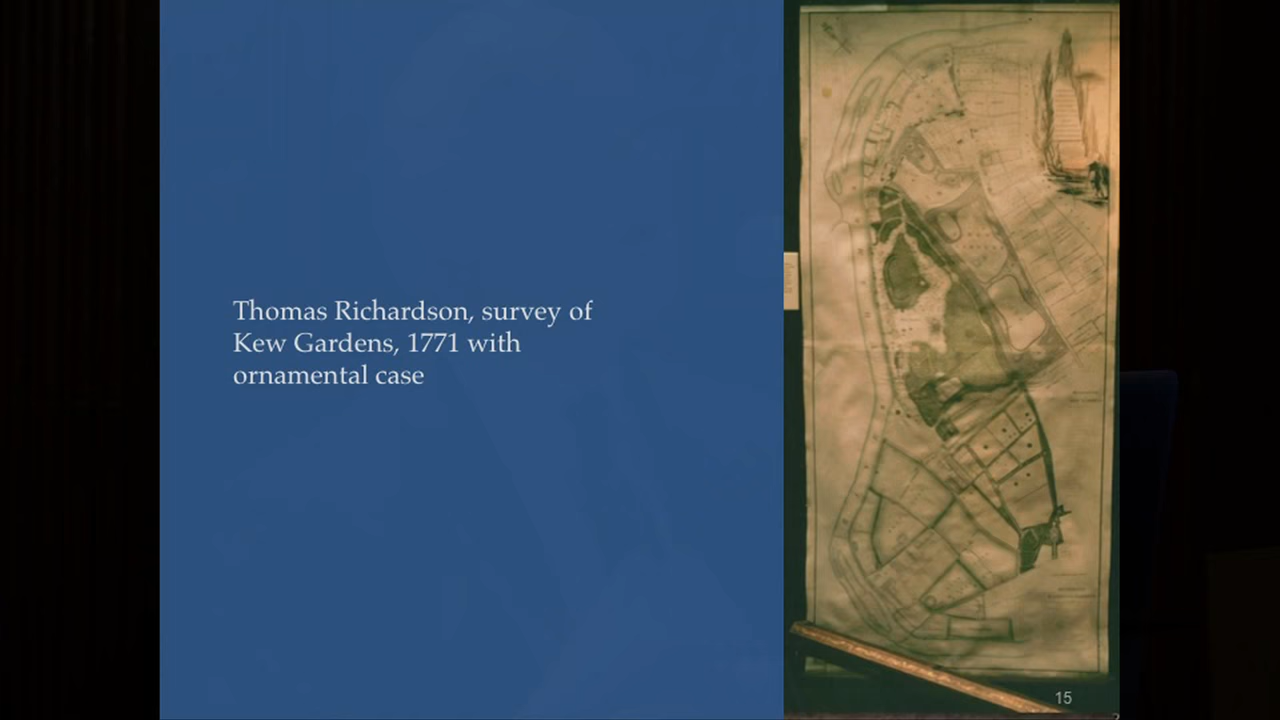 Thomas Richardson, survey of
Kew Gardens, 1771 with
ornamental case
15